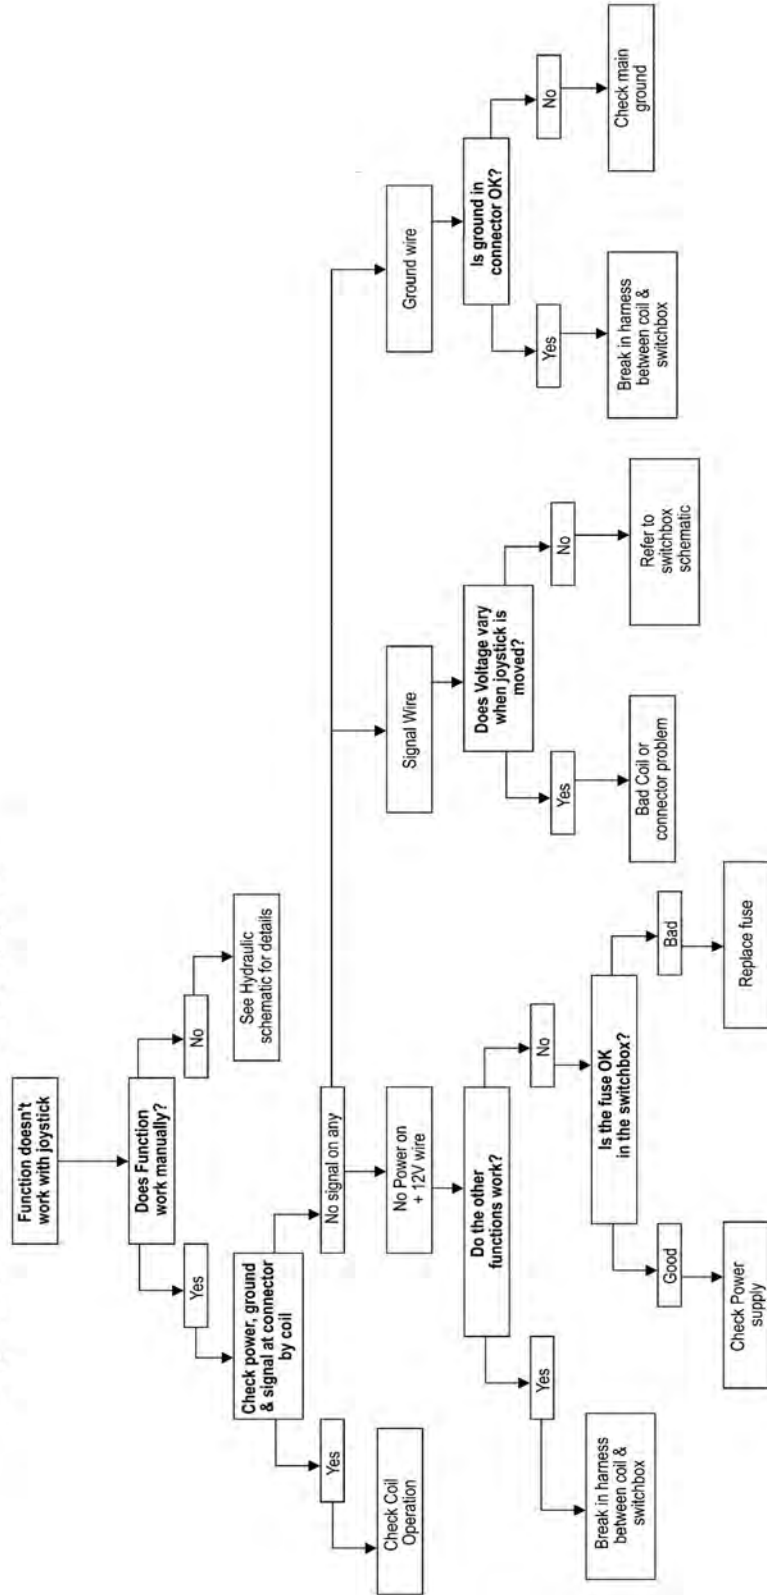 Function doesn't
work with joystick
Does Function
work manually?
Yes
No
Check power, ground
& signal at connector
by coil
See Hydraulic
schematic for details
Yes
No signal on any
Check Coil
Operation
No Power on
+ 12V wire
Signal Wire
Ground wire
Do the other
functions work?
Does Voltage vary
when joystick is
moved?
Is ground in
connector OK?
Yes
No
Yes
No
Yes
No
Break in harness
between coil &
switchbox
Is the fuse OK
in the switchbox?
Bad Coil or
connector problem
Refer to
switchbox
schematic
Break in harness
between coil &
switchbox
Check main
ground
Good
Bad
Check Power
supply
Replace fuse